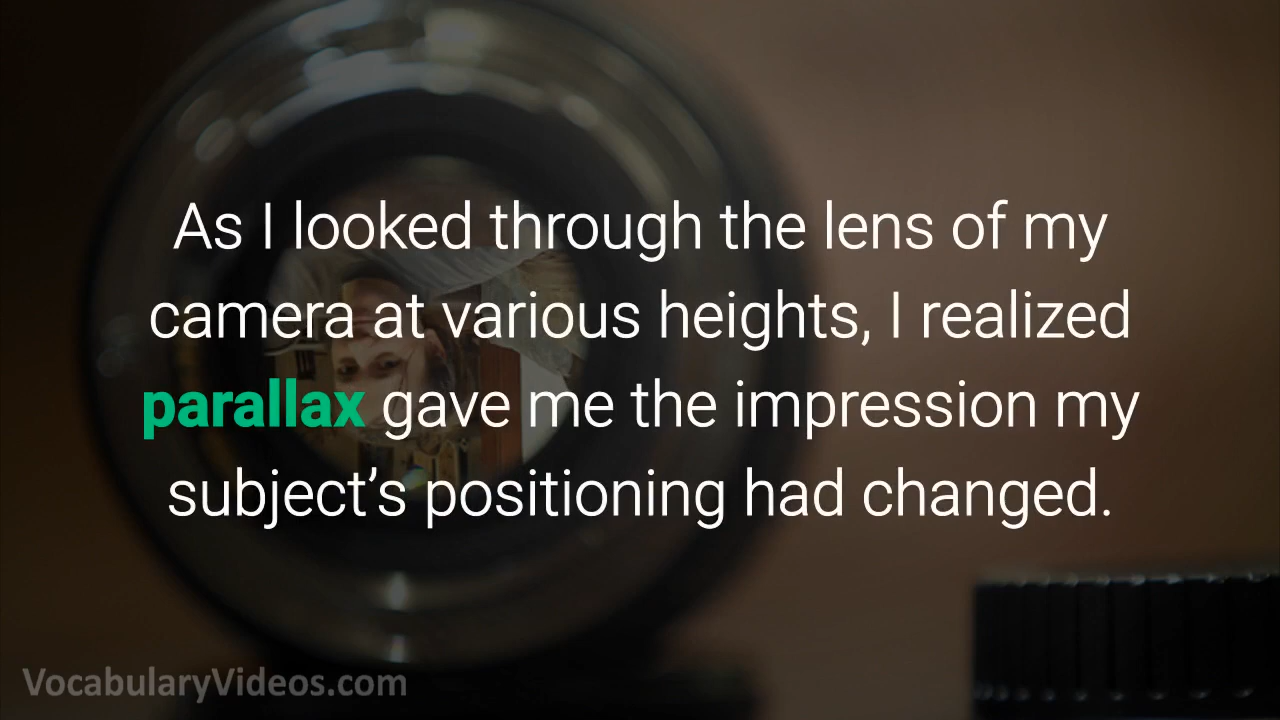 As I looked through the lens of my
camera at various heights, I realized
parallax gave me the impression my
subject’s positioning had changed.
VocabularyVideos.com